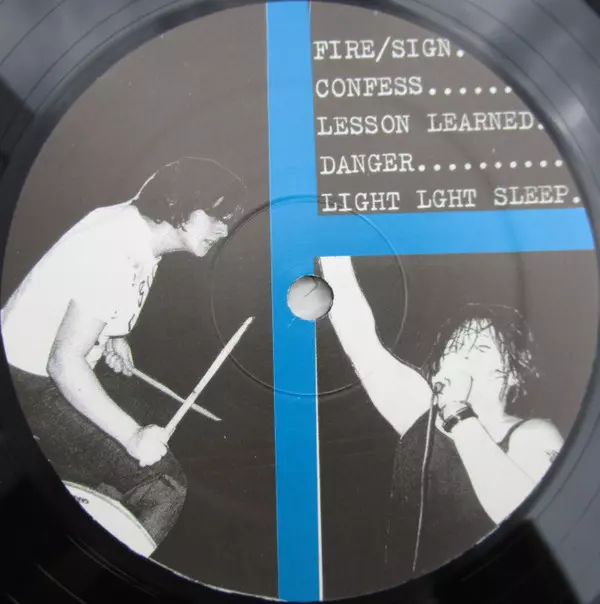 FIRE/SIGN.
CONFESS......
LESSON LEARNED.
DANGER..........
LIGHT LGHT SLEEP.